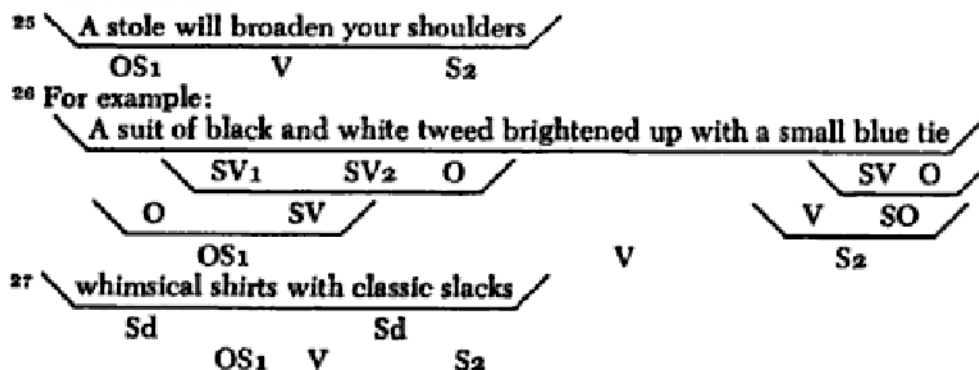 25 A stole will broaden your shoulders
OS1 V S2
26 For example:
A suit of black and white tweed brightened up with a small blue tie
SV1 SV2 O SV O
O SV V SO
OS1 V S2
27 whimsical shirts with classic slacks
Sd Sd
OS1 V S2